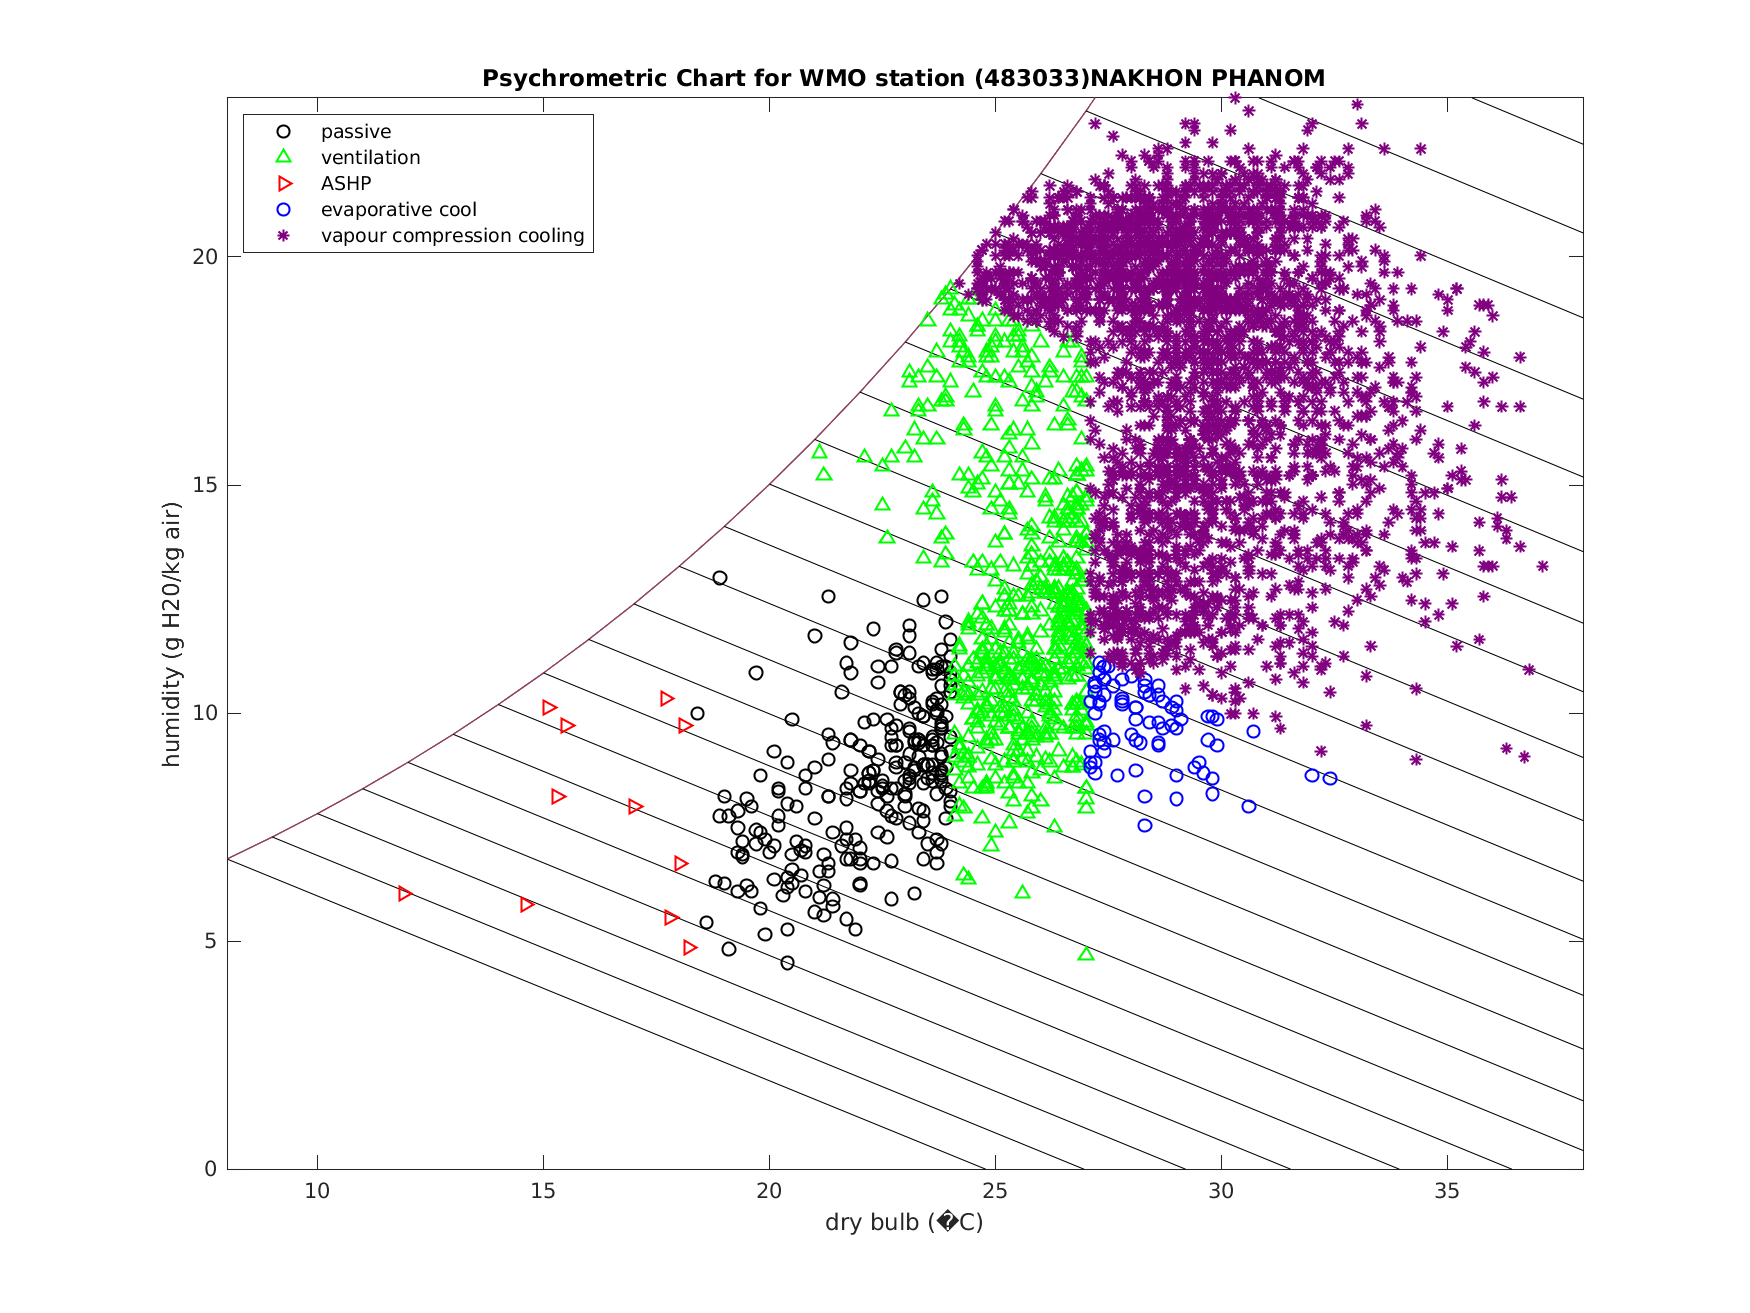 Psychrometric Chart for WMO station (483033)NAKHON PHANOM
passive
ventilation
ASHP
evaporative cool
vapour compression cooling
humidity (g H20/kg air)
20
15
10
5
0
10
15
20
25
30
35
dry bulb (�C)